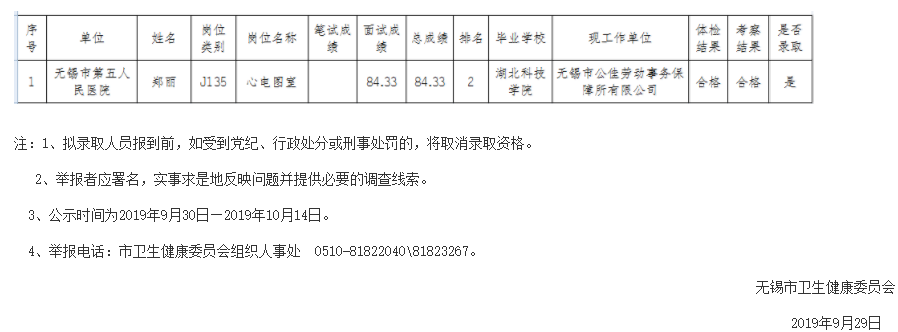 序号 单位 姓名 岗位类别 岗位名称 笔试成绩 面试成绩 总成绩 排名 毕业学校 现工作单位 体检结果 考察结果 是否录取
1 无锡市第五人民医院 郑丽 J135 心电图室 84.33 84.33 2 湖北科技学院 无锡市公佳劳动事务保障所有限公司 合格 合格 是
注：1、拟录取人员报到前，如受到党纪、行政处分或刑事处罚的，将取消录取资格。
2、举报者应署名，实事求是地反映问题并提供必要的调查线索。
3、公示时间为2019年9月30日—2019年10月14日。
4、举报电话：市卫生健康委员会组织人事处 0510-81822040\81823267。
无锡市卫生健康委员会
2019年9月29日